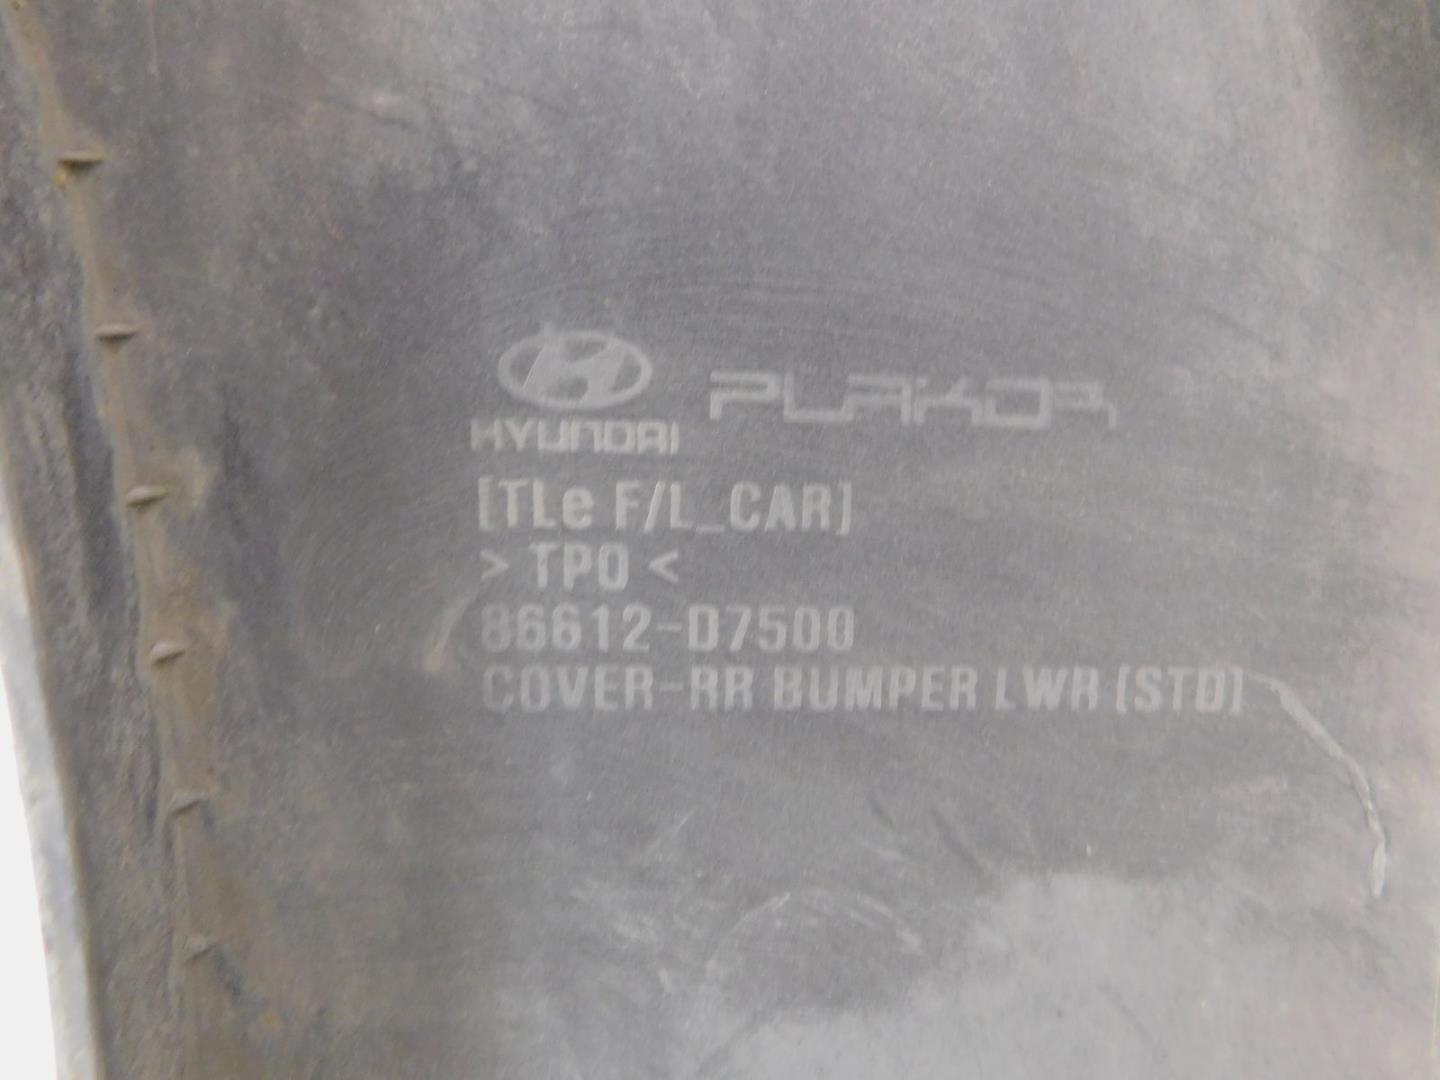 HYUNDAI PLAKOR
[TLe F/L_CAR]
> TPO <
86612-D7500
COVER-RR BUMPER LWR [STD]